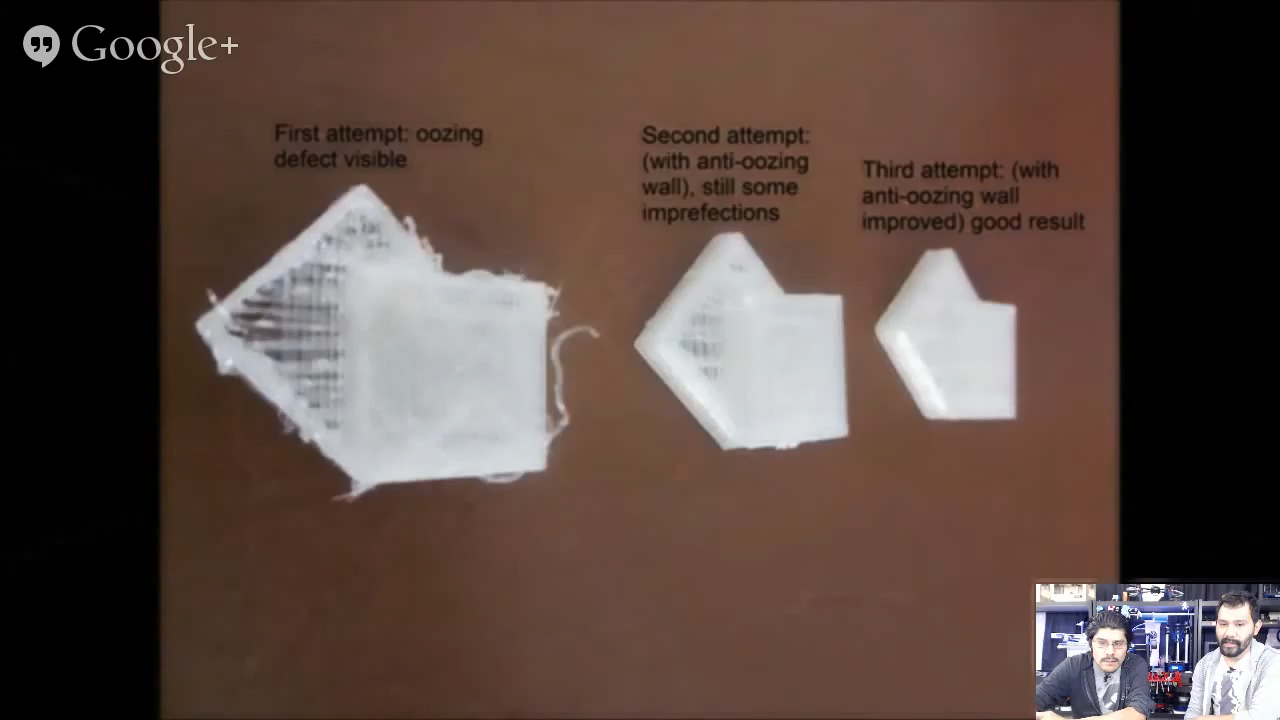 Google+
First attempt: oozing
defect visible
Second attempt:
(with anti-oozing
wall), still some
imprefections
Third attempt: (with
anti-oozing wall
improved) good result